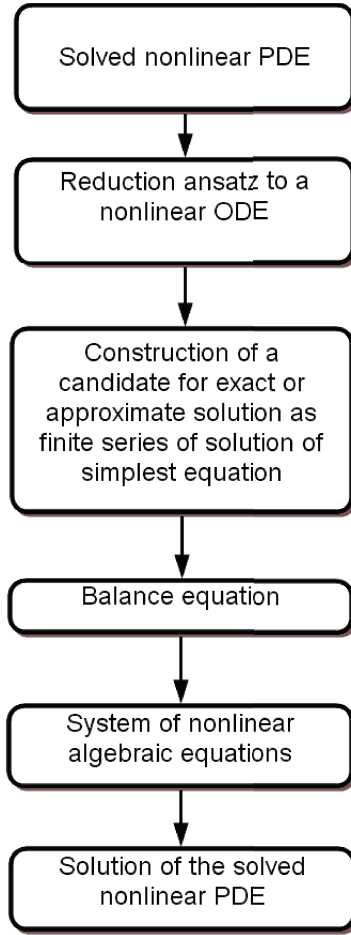 Solved nonlinear PDE
Reduction ansatz to a
nonlinear ODE
Construction of a
candidate for exact or
approximate solution as
finite series of solution of
simplest equation
Balance equation
System of nonlinear
algebraic equations
Solution of the solved
nonlinear PDE